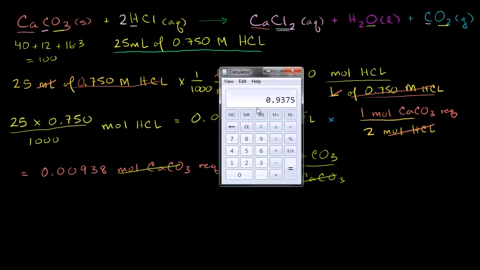 CaCO3(s) + 2HCl(aq) → CaCl2(aq) + H2O(l) + CO2(g)
40+12+16·3
=100
25mL of 0.750 M HCL
25 mL of 0.750 M HCL × 1/1000
mol HCL
L of 0.750 M HCL
25 × 0.750 / 1000 mol HCL = 0.0
×
1 mol CaCO3 req
2 mol HCL
= 0.00938 mol CaCO3 req
CO3
CaCO3
Calculator
View Edit Help
0.9375
MC MR MS M+ M-
← CE C ± √
7 8 9 / %
4 5 6 * 1/x
1 2 3 - =
0 . +